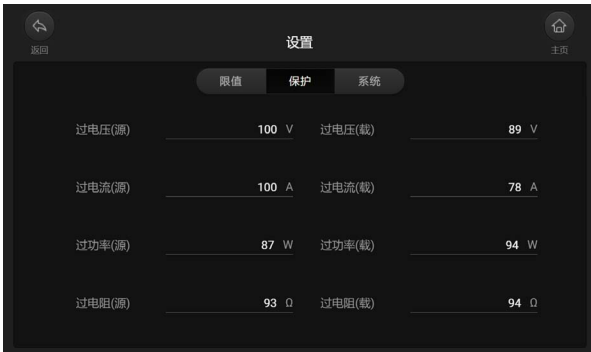 设置
返回
主页
限值 保护 系统
过电压(源) 100 V 过电压(载) 89 V
过电流(源) 100 A 过电流(载) 78 A
过功率(源) 87 W 过功率(载) 94 W
过电阻(源) 93 Ω 过电阻(载) 94 Ω